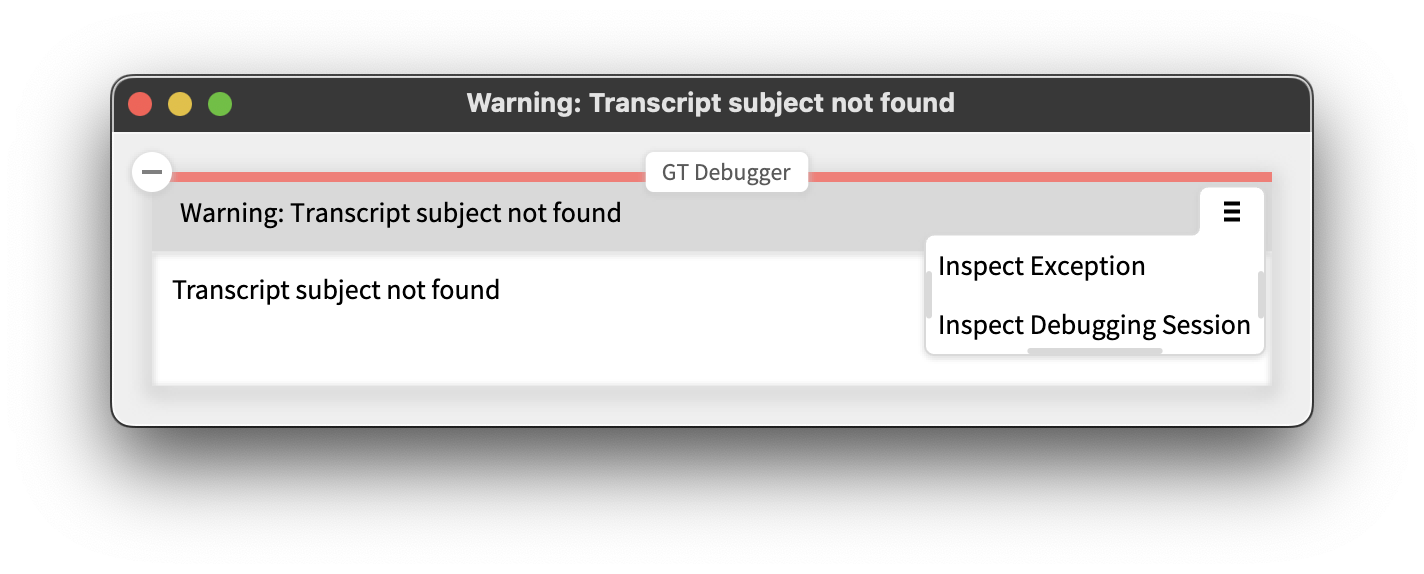 Warning: Transcript subject not found
GT Debugger
Warning: Transcript subject not found
Inspect Exception
Transcript subject not found
Inspect Debugging Session